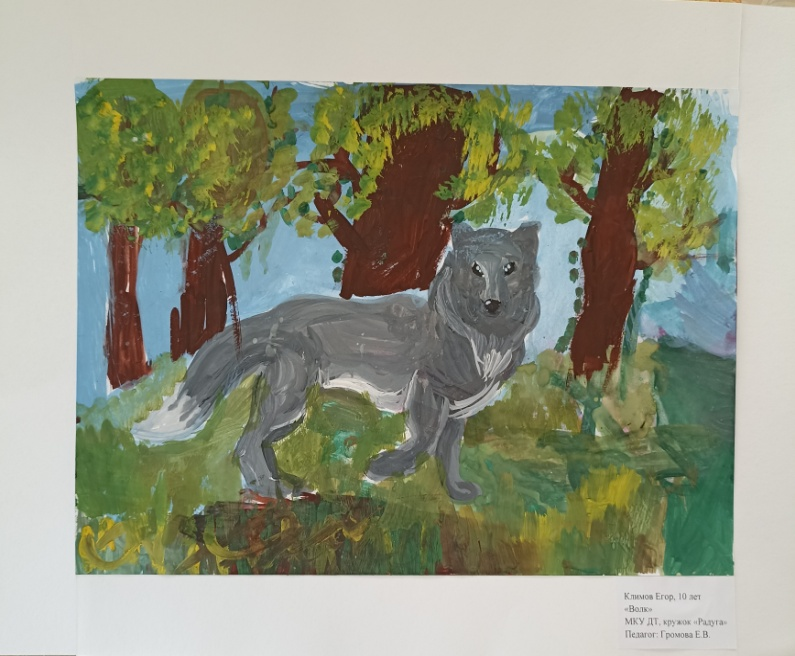 Климов Егор, 10 лет
«Волк»
МКУ ДТ, кружок «Радуга»
Педагог: Громова Е.В.